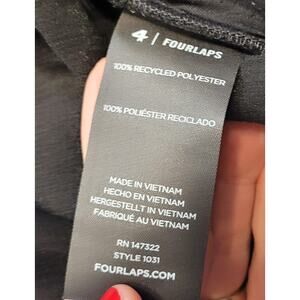 4 | FOURLAPS
100% RECYCLED POLYESTER
100% POLIÉSTER RECICLADO
MADE IN VIETNAM
HECHO EN VIETNAM
HERGESTELLT IN VIETNAM
FABRIQUÉ AU VIETNAM
RN 147322
STYLE 1031
FOURLAPS.COM